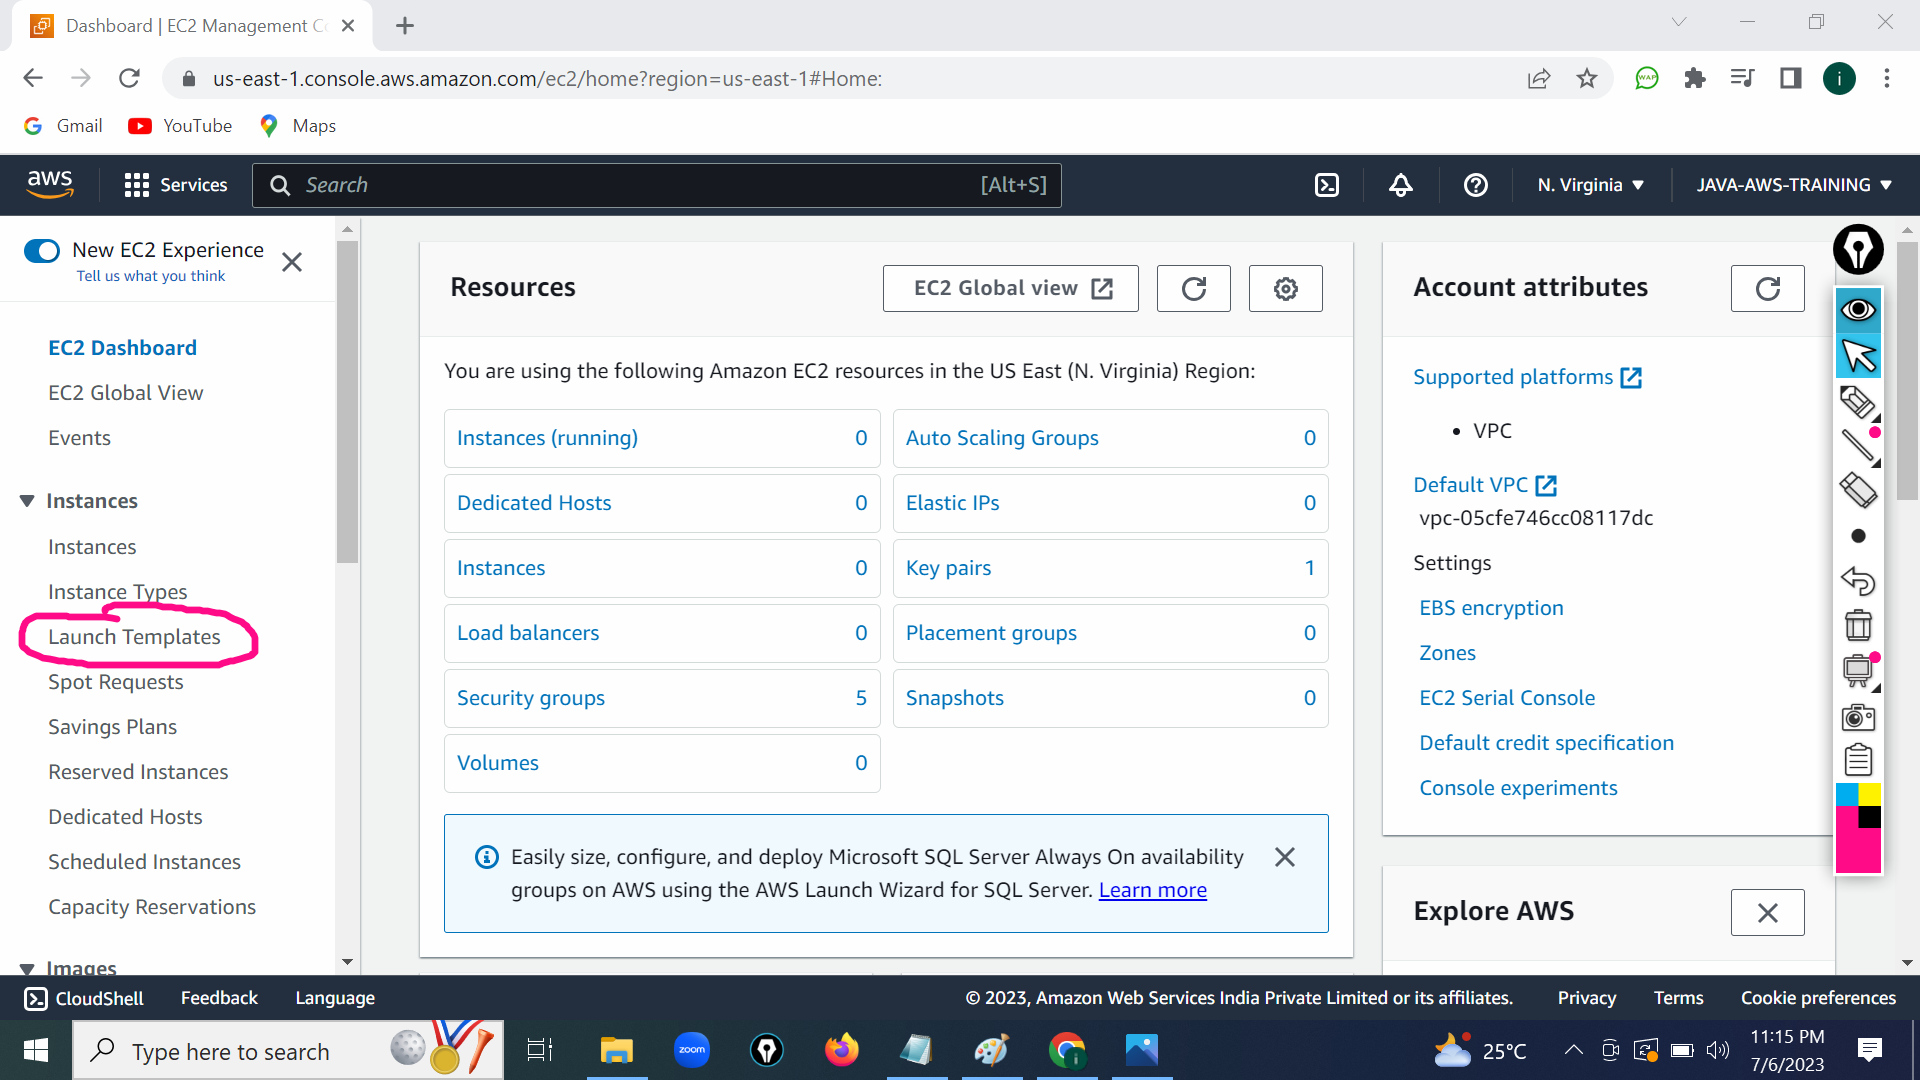 Dashboard | EC2 Management C
us-east-1.console.aws.amazon.com/ec2/home?region=us-east-1#Home:
i
Gmail
YouTube
Maps
aws
Services
Search
[Alt+S]
N. Virginia
JAVA-AWS-TRAINING
New EC2 Experience
Tell us what you think
EC2 Dashboard
EC2 Global View
Events
Instances
Instances
Instance Types
Launch Templates
Spot Requests
Savings Plans
Reserved Instances
Dedicated Hosts
Scheduled Instances
Capacity Reservations
Images
Resources
EC2 Global view
You are using the following Amazon EC2 resources in the US East (N. Virginia) Region:
Instances (running) 0
Auto Scaling Groups 0
Dedicated Hosts 0
Elastic IPs 0
Instances 0
Key pairs 1
Load balancers 0
Placement groups 0
Security groups 5
Snapshots 0
Volumes 0
Easily size, configure, and deploy Microsoft SQL Server Always On availability
groups on AWS using the AWS Launch Wizard for SQL Server. Learn more
Account attributes
Supported platforms
• VPC
Default VPC
vpc-05cfe746cc08117dc
Settings
EBS encryption
Zones
EC2 Serial Console
Default credit specification
Console experiments
Explore AWS
CloudShell
Feedback
Language
© 2023, Amazon Web Services India Private Limited or its affiliates.
Privacy
Terms
Cookie preferences
Type here to search
zoom
25°C
11:15 PM
7/6/2023